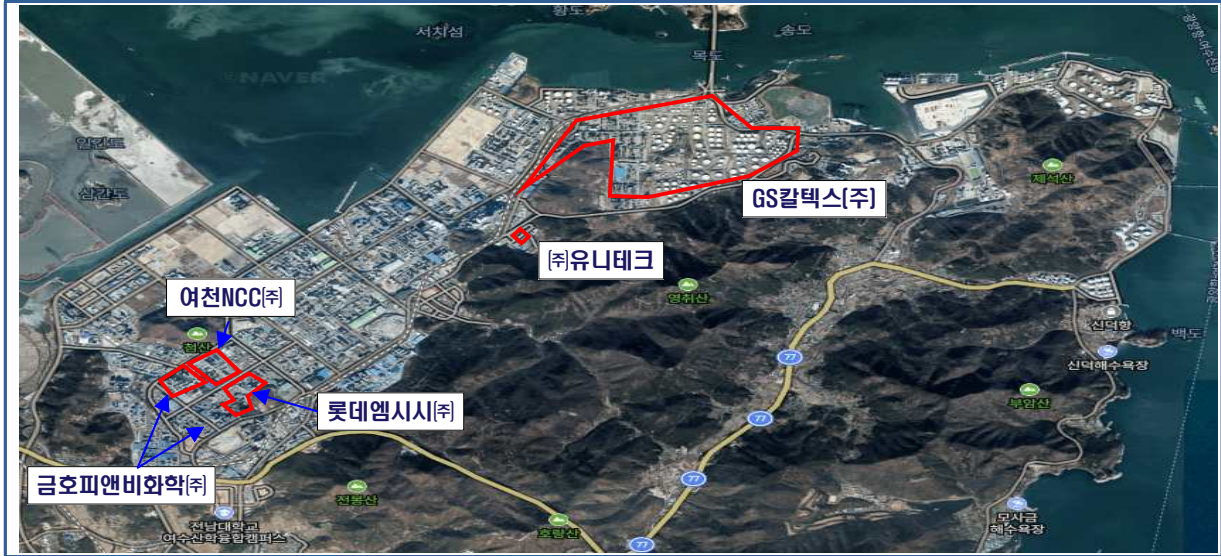 황도
서치섬
송도
목도
©NAVER
제석산
GS칼텍스(주)
(주)유니테크
여천NCC(주)
영취산
신덕항
백도
77
신덕해수욕장
롯데엠시시(주)
부암산
77
금호피앤비화학(주)
77
전봉산
전남대학교
여수산학융합캠퍼스
호랑산
모사금
해수욕장
77